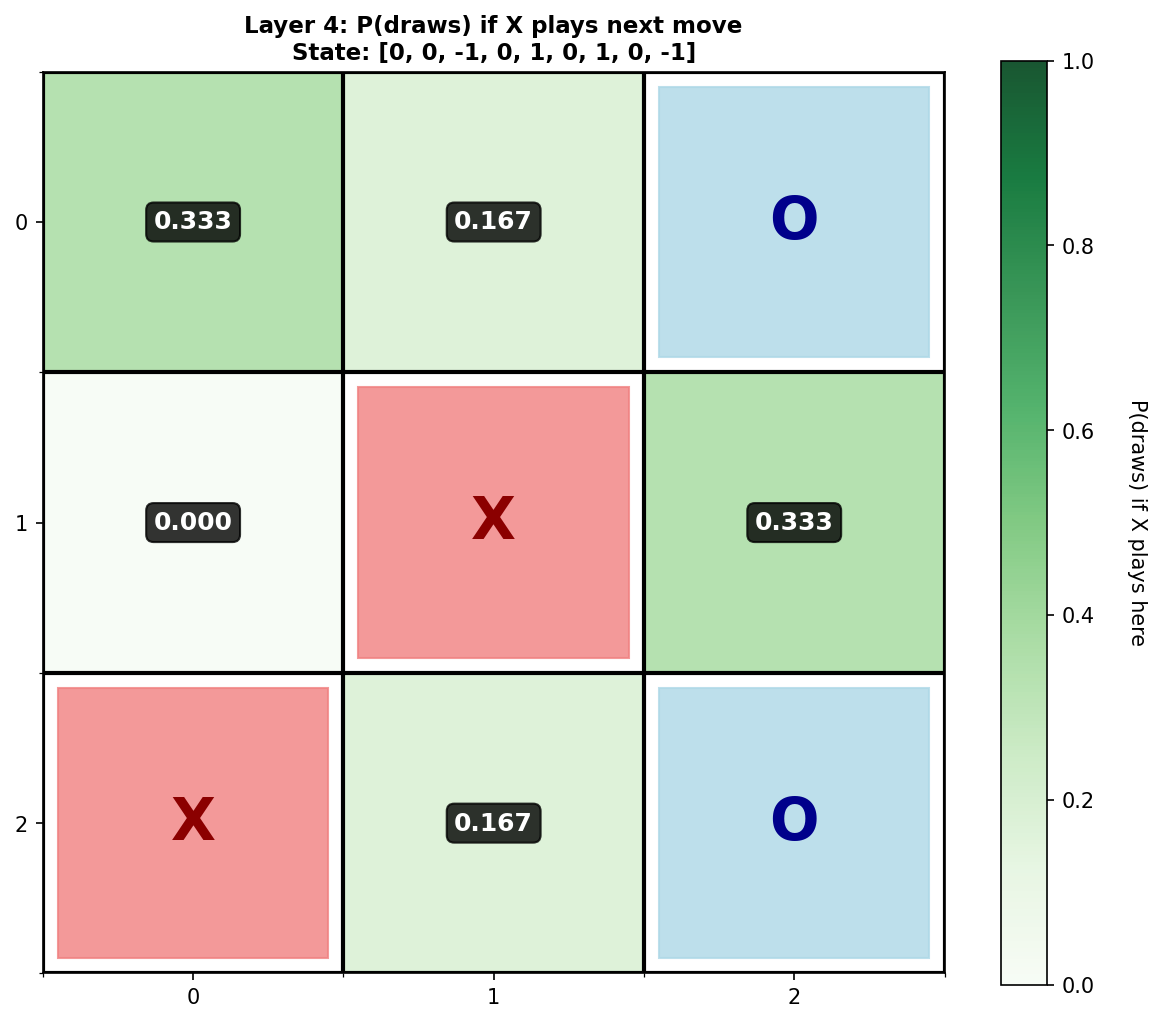 Layer 4: P(draws) if X plays next move
State: [0, 0, -1, 0, 1, 0, 1, 0, -1]
0.333
0.167
O
0.000
X
0.333
X
0.167
O
0
1
2
0
1
2
1.0
0.8
0.6
0.4
0.2
0.0
P(draws) if X plays here